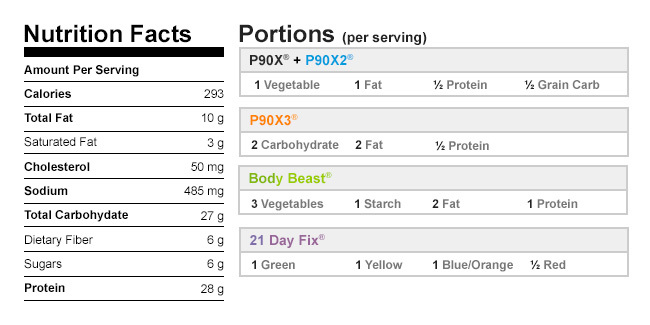 Nutrition Facts
Amount Per Serving
Calories 293
Total Fat 10 g
Saturated Fat 3 g
Cholesterol 50 mg
Sodium 485 mg
Total Carbohydate 27 g
Dietary Fiber 6 g
Sugars 6 g
Protein 28 g
Portions (per serving)
P90X® + P90X2®
1 Vegetable 1 Fat ½ Protein ½ Grain Carb
P90X3®
2 Carbohydrate 2 Fat ½ Protein
Body Beast®
3 Vegetables 1 Starch 2 Fat 1 Protein
21 Day Fix®
1 Green 1 Yellow 1 Blue/Orange ½ Red